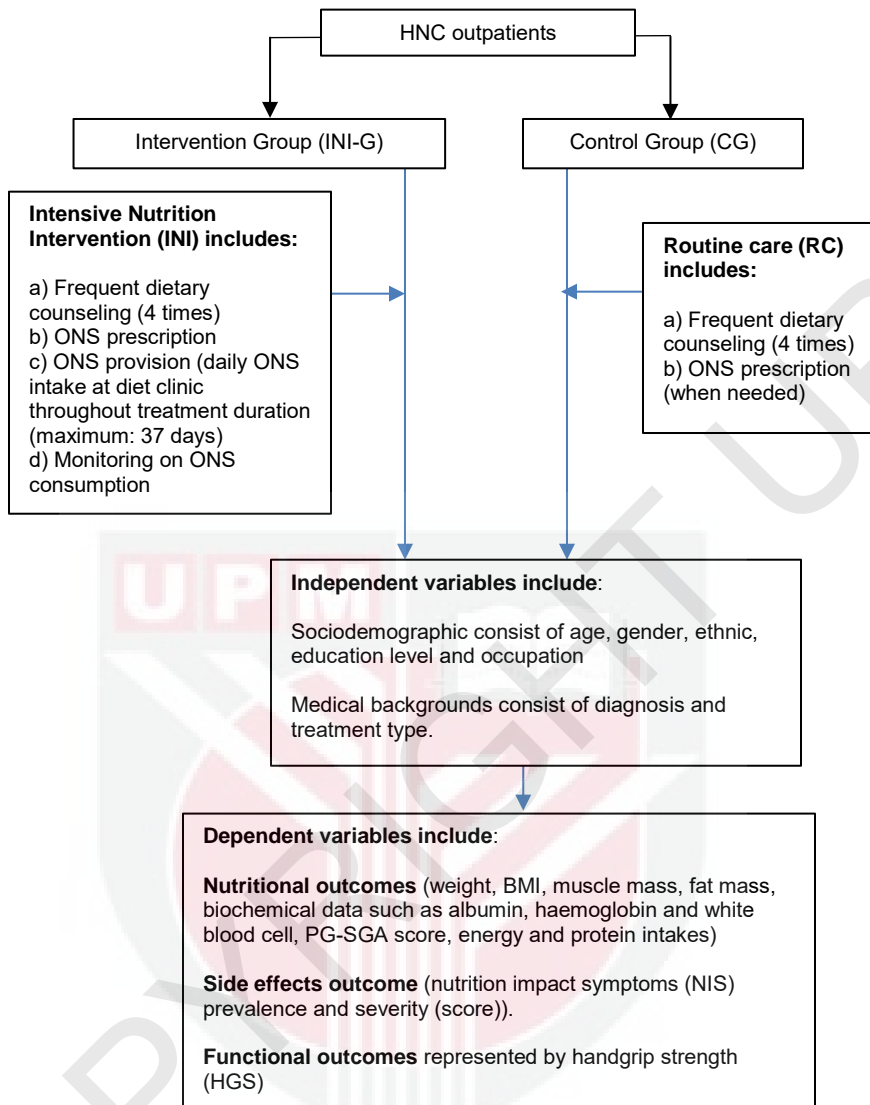 HNC outpatients
Intervention Group (INI-G)
Control Group (CG)
Intensive Nutrition
Intervention (INI) includes:
a) Frequent dietary
counseling (4 times)
b) ONS prescription
c) ONS provision (daily ONS
intake at diet clinic
throughout treatment duration
(maximum: 37 days)
d) Monitoring on ONS
consumption
Routine care (RC)
includes:
a) Frequent dietary
counseling (4 times)
b) ONS prescription
(when needed)
UPM
Independent variables include:
Sociodemographic consist of age, gender, ethnic,
education level and occupation
Medical backgrounds consist of diagnosis and
treatment type.
Dependent variables include:
Nutritional outcomes (weight, BMI, muscle mass, fat mass,
biochemical data such as albumin, haemoglobin and white
blood cell, PG-SGA score, energy and protein intakes)
Side effects outcome (nutrition impact symptoms (NIS)
prevalence and severity (score)).
Functional outcomes represented by handgrip strength
(HGS)
PYRIGHT UP